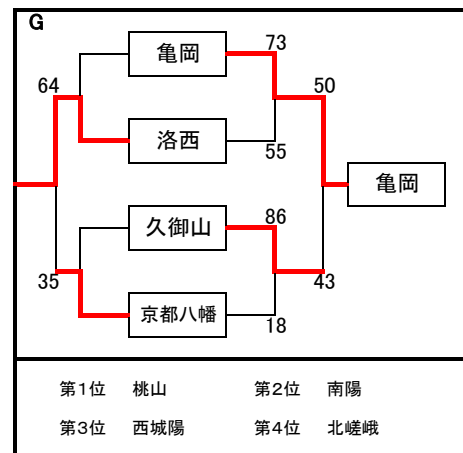 G
亀岡
73
64
50
洛西
55
亀岡
久御山
86
35
43
京都八幡
18
第1位 桃山 第2位 南陽
第3位 西城陽 第4位 北嵯峨